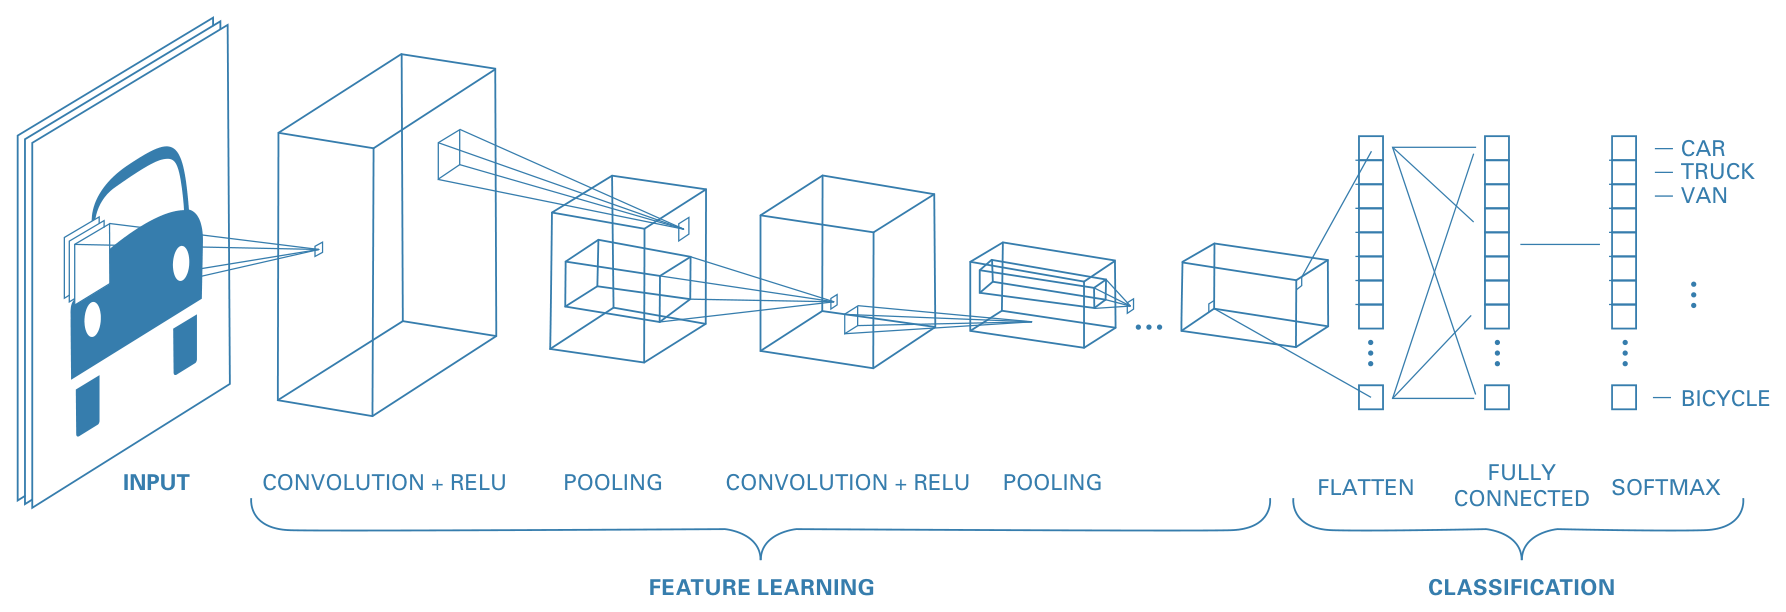 CAR
TRUCK
VAN
BICYCLE
INPUT
CONVOLUTION + RELU
POOLING
CONVOLUTION + RELU
POOLING
FLATTEN
FULLY
CONNECTED
SOFTMAX
FEATURE LEARNING
CLASSIFICATION